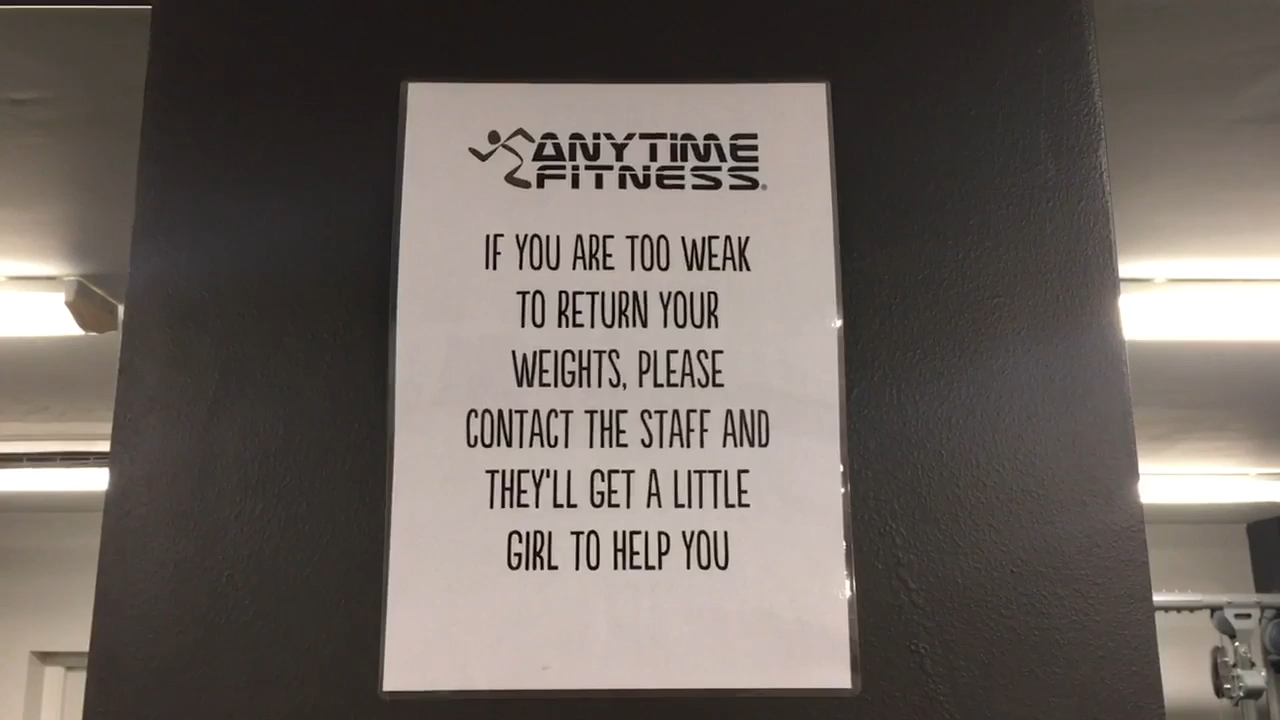 ANYTIME
FITNESS®
IF YOU ARE TOO WEAK
TO RETURN YOUR
WEIGHTS, PLEASE
CONTACT THE STAFF AND
THEY'LL GET A LITTLE
GIRL TO HELP YOU